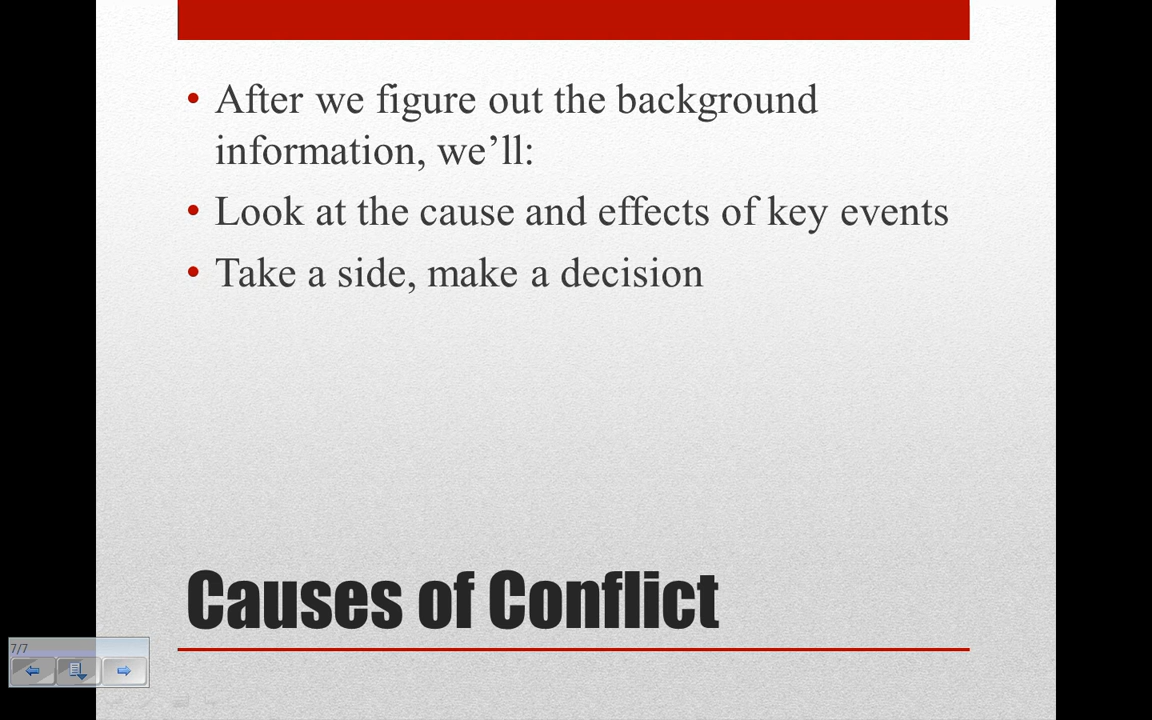 • After we figure out the background
information, we’ll:
• Look at the cause and effects of key events
• Take a side, make a decision
Causes of Conflict
7/7